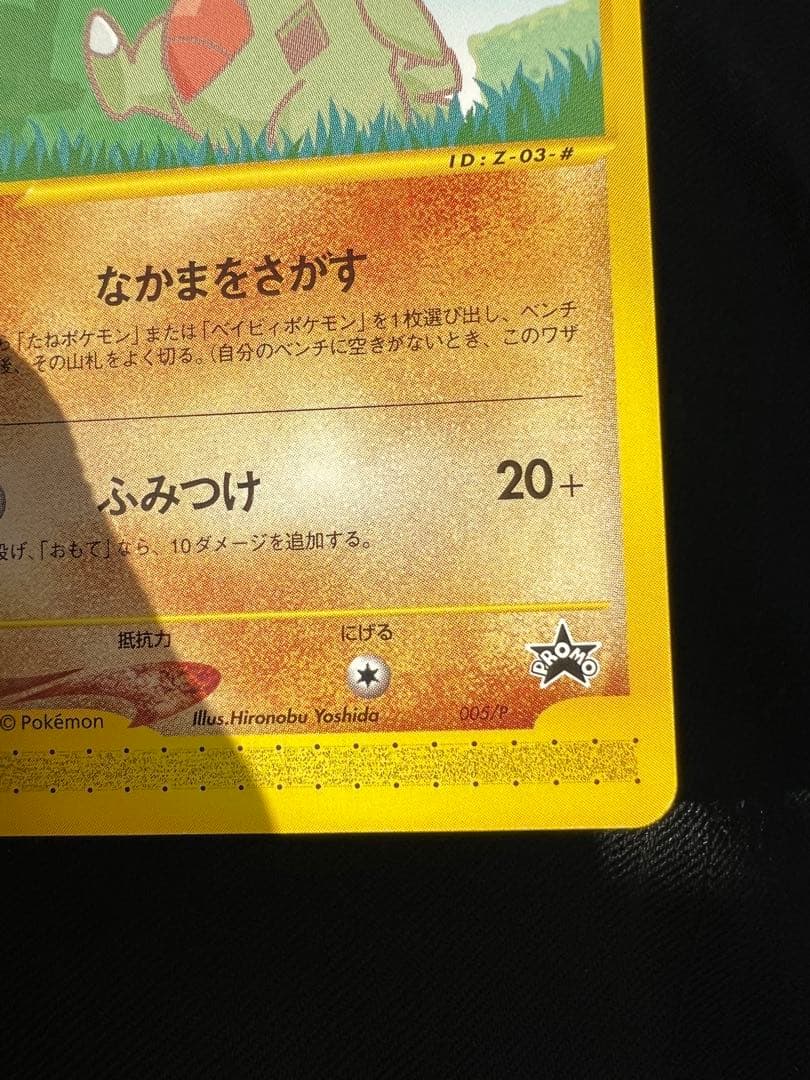 ID:Z-03-#
なかまをさがす
ら「たねポケモン」または「ベイビィポケモン」を1枚選び出し、ベンチ
後、その山札をよく切る。(自分のベンチに空きがないとき、このワザ
ふみつけ 20+
投げ、「おもて」なら、10ダメージを追加する。
抵抗力 にげる
PROMO
© Pokémon Illus.Hironobu Yoshida 005/P